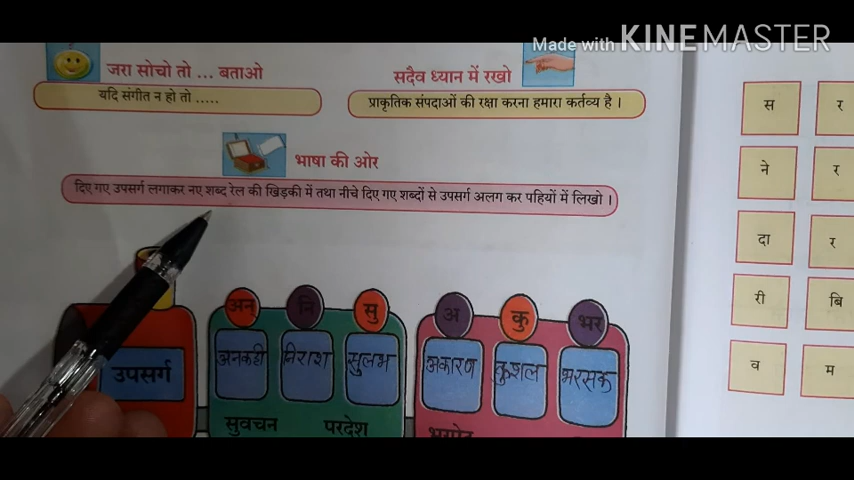 Made with KINEMASTER
जरा सोचो तो ... बताओ
यदि संगीत न हो तो .....
सदैव ध्यान में रखो
प्राकृतिक संपदाओं की रक्षा करना हमारा कर्तव्य है ।
भाषा की ओर
दिए गए उपसर्ग लगाकर नए शब्द रेल की खिड़की में तथा नीचे दिए गए शब्दों से उपसर्ग अलग कर पहियों में लिखो ।
अन् नि सु अ कु भर
उपसर्ग अनकही निराश सुलभ अकारण कुशल भरसक
सुवचन परदेश
स र
ने र
दा र
री बि
व म